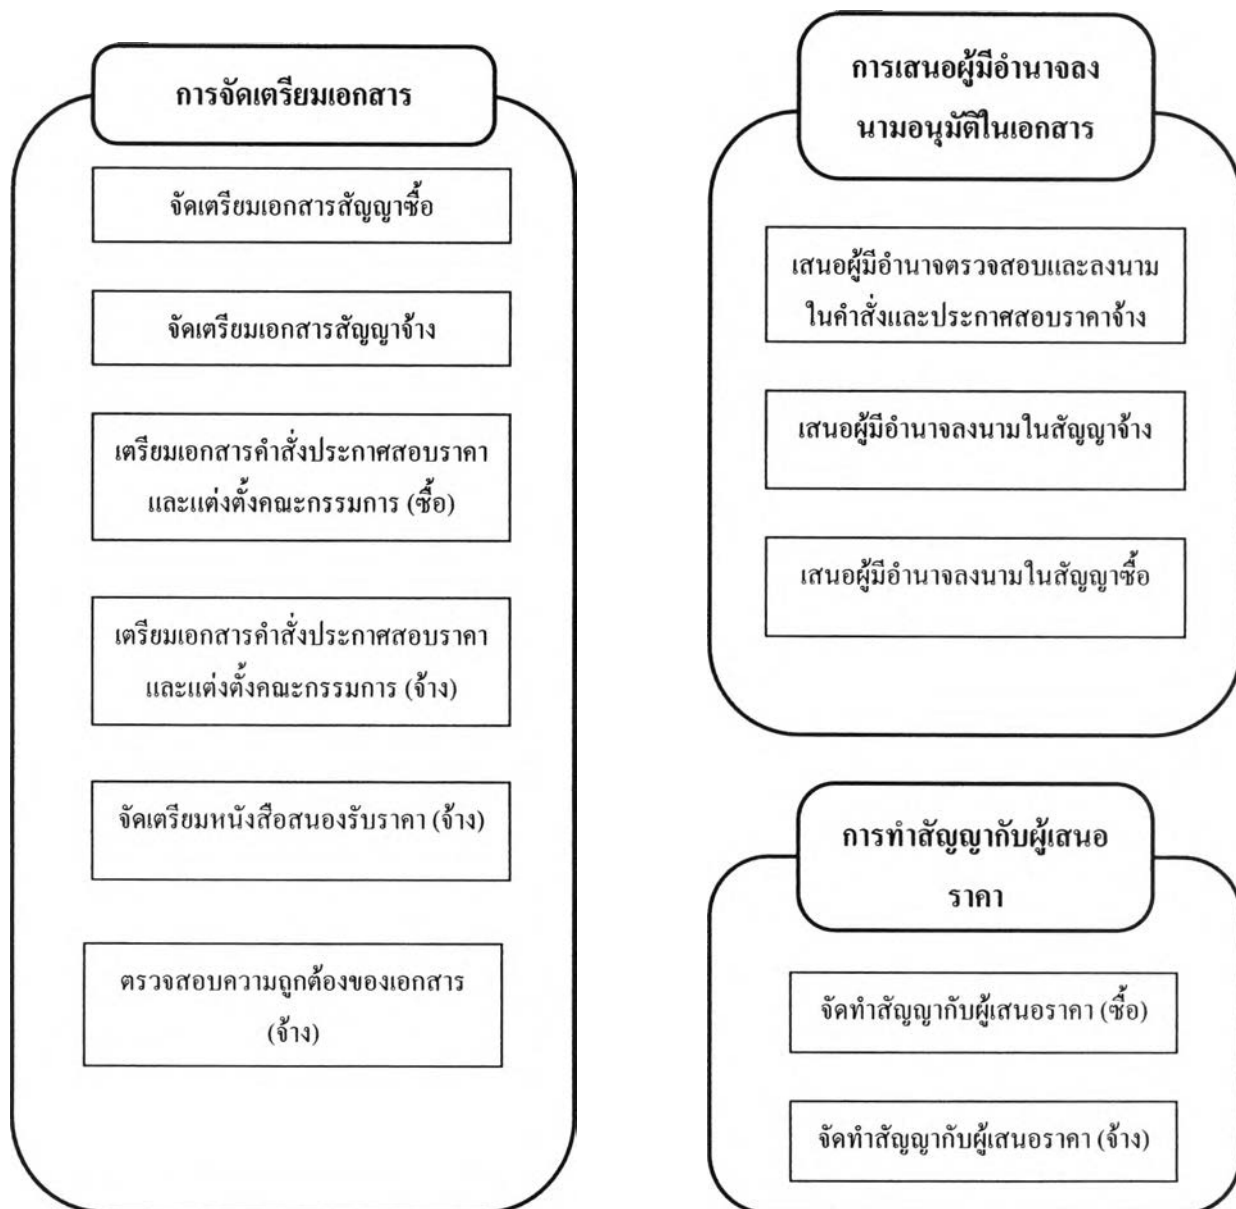 การจัดเตรียมเอกสาร
จัดเตรียมเอกสารสัญญาซื้อ
จัดเตรียมเอกสารสัญญาจ้าง
เตรียมเอกสารคำสั่งประกาศสอบราคา
และแต่งตั้งคณะกรรมการ (ซื้อ)
เตรียมเอกสารคำสั่งประกาศสอบราคา
และแต่งตั้งคณะกรรมการ (จ้าง)
จัดเตรียมหนังสือสนองรับราคา (จ้าง)
ตรวจสอบความถูกต้องของเอกสาร
(จ้าง)
การเสนอผู้มีอำนาจลง
นามอนุมัติในเอกสาร
เสนอผู้มีอำนาจตรวจสอบและลงนาม
ในคำสั่งและประกาศสอบราคาจ้าง
เสนอผู้มีอำนาจลงนามในสัญญาจ้าง
เสนอผู้มีอำนาจลงนามในสัญญาซื้อ
การทำสัญญากับผู้เสนอ
ราคา
จัดทำสัญญากับผู้เสนอราคา (ซื้อ)
จัดทำสัญญากับผู้เสนอราคา (จ้าง)